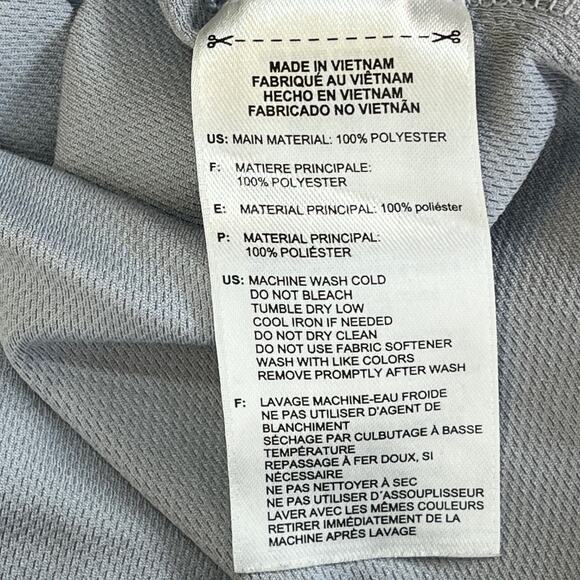 MADE IN VIETNAM
FABRIQUÉ AU VIÊTNAM
HECHO EN VIETNAM
FABRICADO NO VIETNÃN
US: MAIN MATERIAL: 100% POLYESTER
F: MATIERE PRINCIPALE:
100% POLYESTER
E: MATERIAL PRINCIPAL: 100% poliéster
P: MATERIAL PRINCIPAL:
100% POLIÉSTER
US: MACHINE WASH COLD
DO NOT BLEACH
TUMBLE DRY LOW
COOL IRON IF NEEDED
DO NOT DRY CLEAN
DO NOT USE FABRIC SOFTENER
WASH WITH LIKE COLORS
REMOVE PROMPTLY AFTER WASH
F: LAVAGE MACHINE-EAU FROIDE
NE PAS UTILISER D'AGENT DE
BLANCHIMENT
SÉCHAGE PAR CULBUTAGE À BASSE
TEMPÉRATURE
REPASSAGE À FER DOUX, SI
NÉCESSAIRE
NE PAS NETTOYER À SEC
NE PAS UTILISER D'ASSOUPLISSEUR
LAVER AVEC LES MÊMES COULEURS
RETIRER IMMÉDIATEMENT DE LA
MACHINE APRÈS LAVAGE